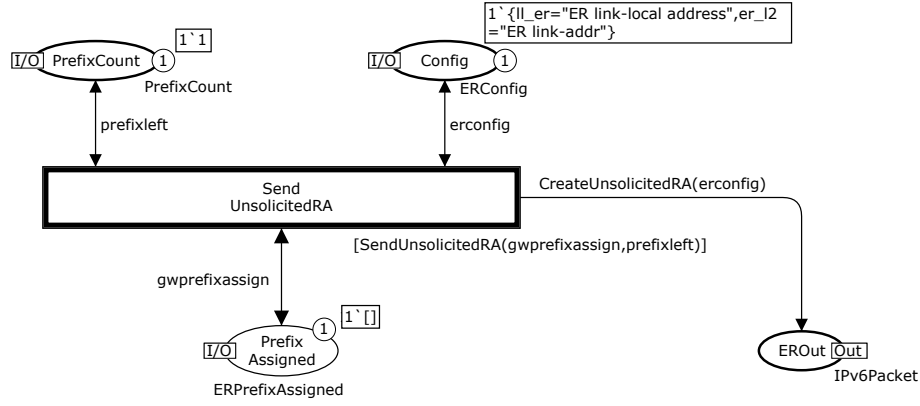 1`{ll_er="ER link-local address",er_l2
="ER link-addr"}
1`1
I/O PrefixCount 1
PrefixCount
I/O Config 1
ERConfig
prefixleft
erconfig
Send
UnsolicitedRA
CreateUnsolicitedRA(erconfig)
[SendUnsolicitedRA(gwprefixassign,prefixleft)]
gwprefixassign
1`[]
1
I/O
Prefix
Assigned
ERPrefixAssigned
EROut Out
IPv6Packet